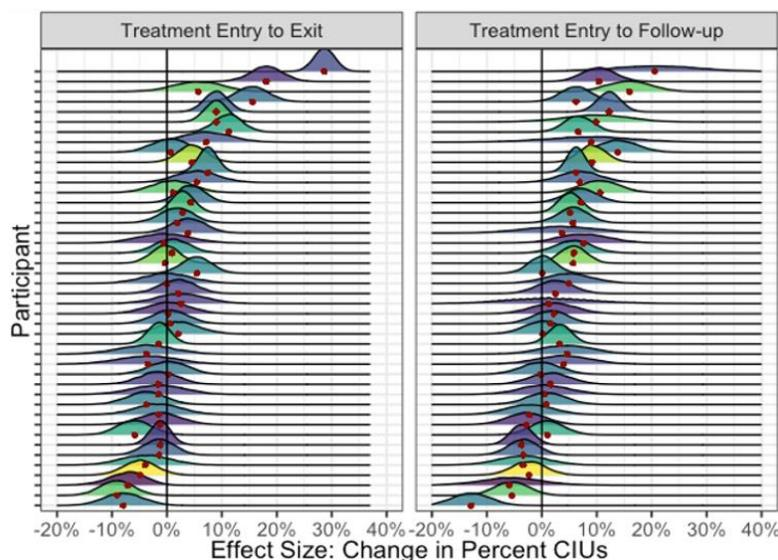 Treatment Entry to Exit
Treatment Entry to Follow-up
Participant
-20% -10% 0% 10% 20% 30% 40%
-20% -10% 0% 10% 20% 30% 40%
Effect Size: Change in Percent CIUs